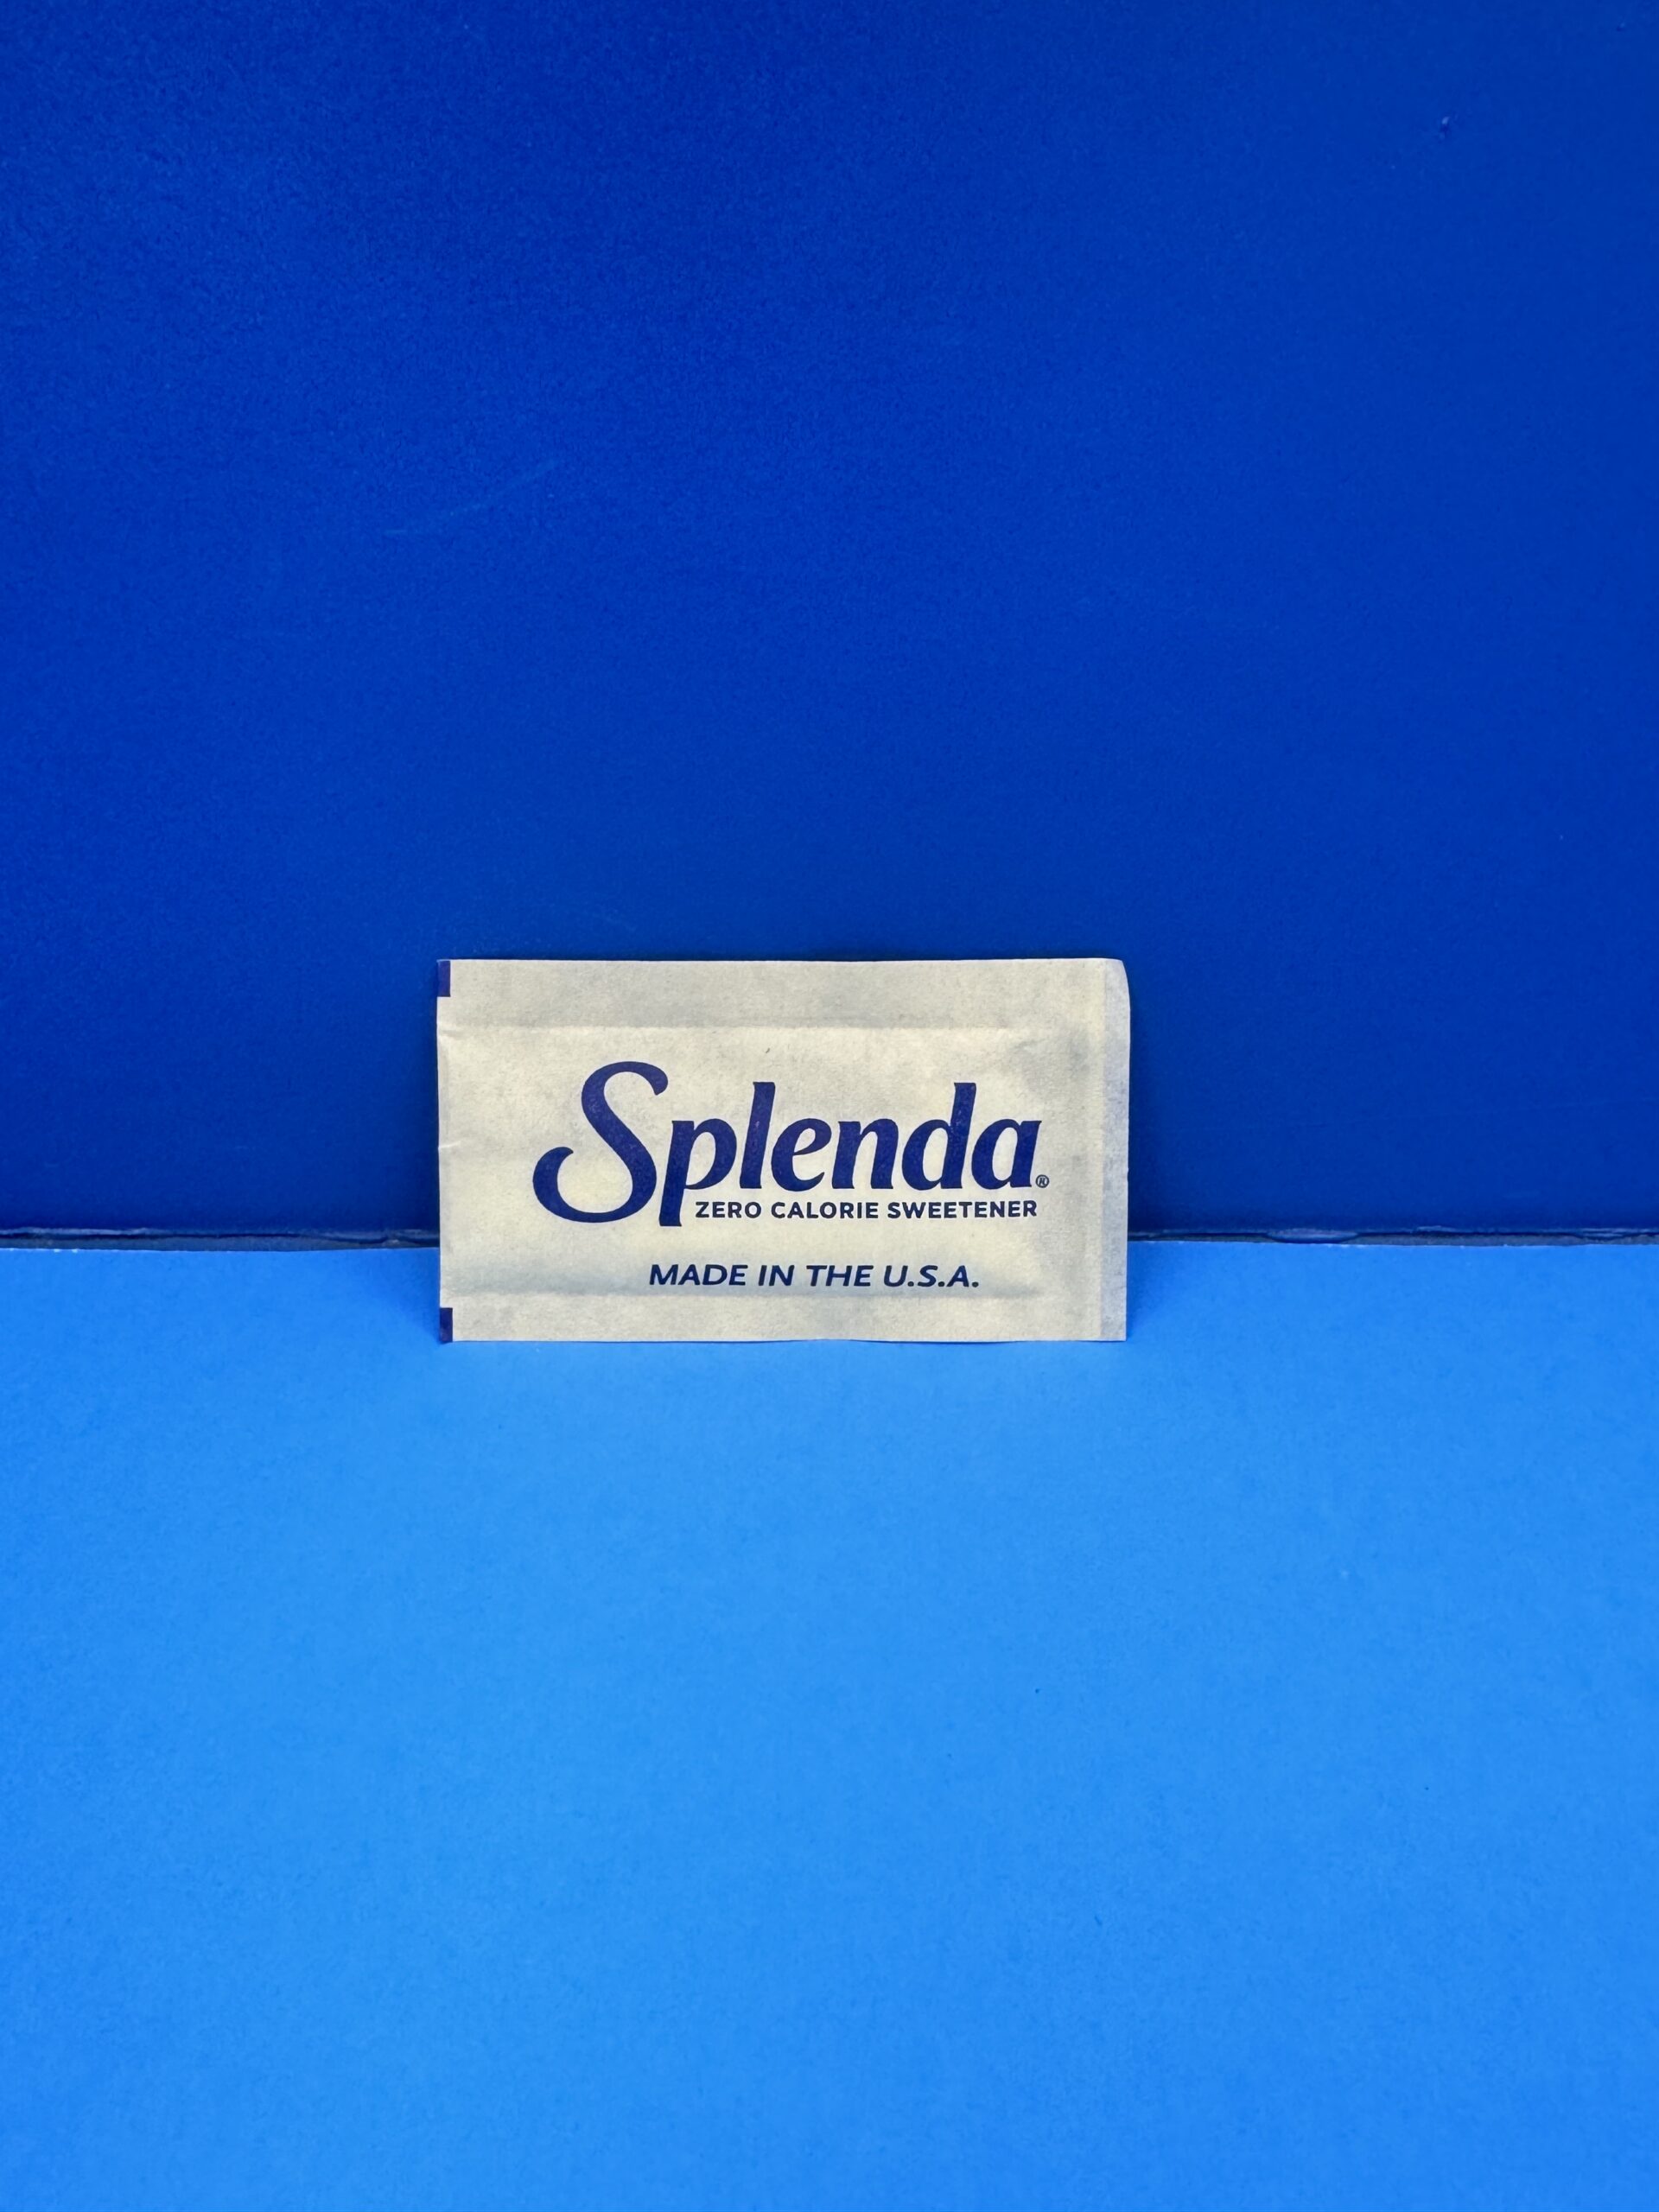 Splenda®
ZERO CALORIE SWEETENER
MADE IN THE U.S.A.